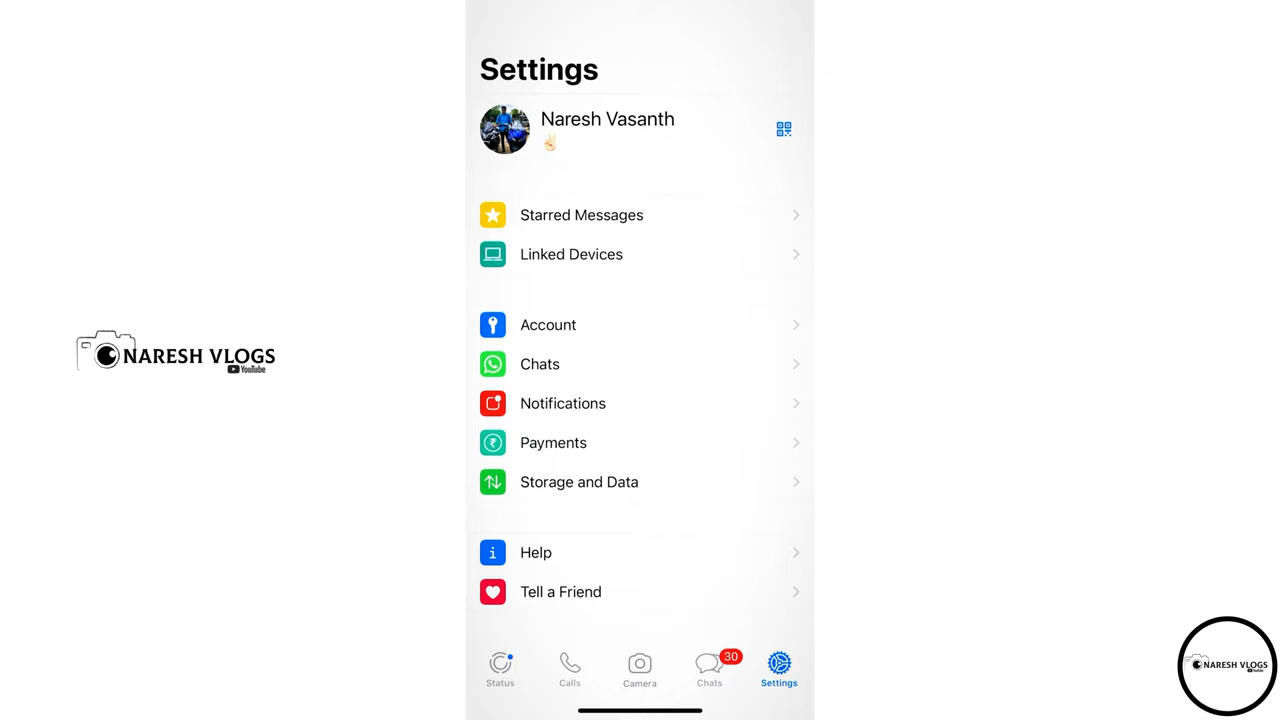 Settings
Naresh Vasanth
✌🏻
Starred Messages
Linked Devices
Account
Chats
Notifications
Payments
Storage and Data
Help
Tell a Friend
30
Status
Calls
Camera
Chats
Settings
NARESH VLOGS
YouTube
NARESH VLOGS
YouTube